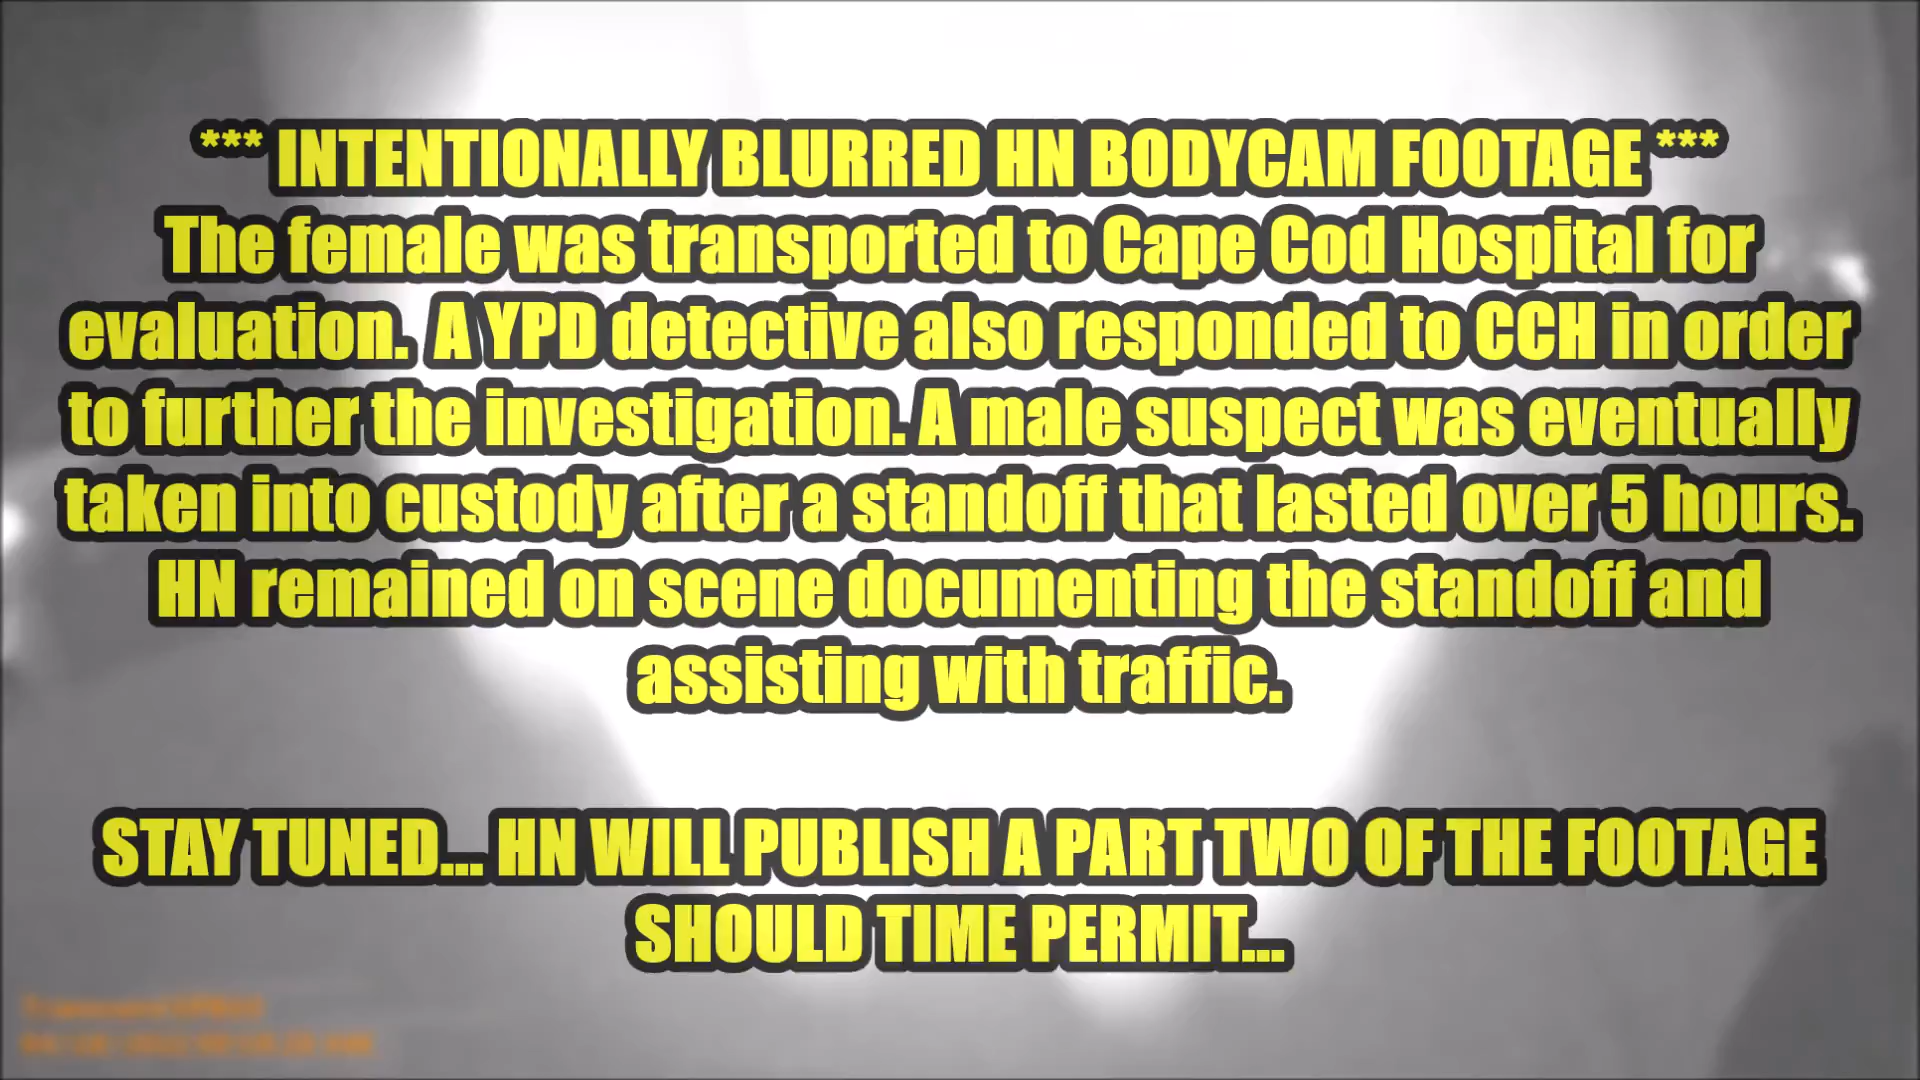 *** INTENTIONALLY BLURRED HN BODYCAM FOOTAGE ***
The female was transported to Cape Cod Hospital for
evaluation.  A YPD detective also responded to CCH in order
to further the investigation. A male suspect was eventually
taken into custody after a standoff that lasted over 5 hours.
HN remained on scene documenting the standoff and
assisting with traffic.
STAY TUNED... HN WILL PUBLISH A PART TWO OF THE FOOTAGE
SHOULD TIME PERMIT...